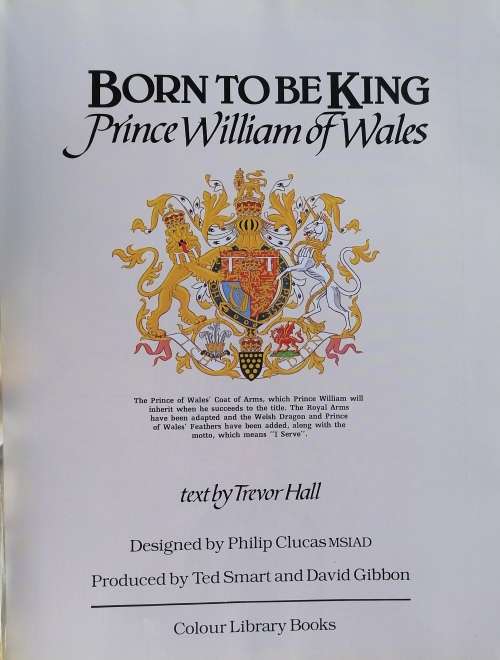 BORN TO BE KING
Prince William of Wales
The Prince of Wales' Coat of Arms, which Prince William will
inherit when he succeeds to the title. The Royal Arms
have been adapted and the Welsh Dragon and Prince
of Wales' Feathers have been added, along with the
motto, which means "I Serve".
text by Trevor Hall
Designed by Philip Clucas MSIAD
Produced by Ted Smart and David Gibbon
Colour Library Books